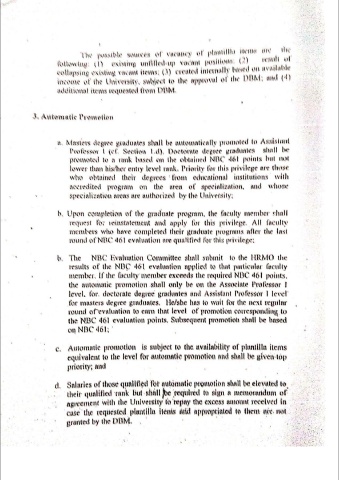 The possible sources of vacancy of plantilla items are the
following: (1) existing unfilled-up vacant positions; (2) result of
collapsing existing vacant items; (3) created internally based on available
income of the University, subject to the approval of the DBM; and (4)
additional items requested from DBM.
3. Automatic Promotion
a. Masters degree graduates shall be automatically promoted to Assistant
Professor I (cf. Section 1.d). Doctorate degree graduates shall be
promoted to a rank based on the obtained NBC 461 points but not
lower than his/her entry level rank. Priority for this privilege are those
who obtained their degrees from educational institutions with
accredited program on the area of specialization, and whose
specialization areas are authorized by the University;
b. Upon completion of the graduate program, the faculty member shall
request for reinstatement and apply for this privilege. All faculty
members who have completed their graduate programs after the last
round of NBC 461 evaluation are qualified for this privilege;
b. The NBC Evaluation Committee shall submit to the HRMO the
results of the NBC 461 evaluation applied to that particular faculty
member. If the faculty member exceeds the required NBC 461 points,
the automatic promotion shall only be on the Associate Professor I
level, for doctorate degree graduates and Assistant Professor I level
for masters degree graduates. He/she has to wait for the next regular
round of evaluation to earn that level of promotion corresponding to
the NBC 461 evaluation points. Subsequent promotion shall be based
on NBC 461;
c. Automatic promotion is subject to the availability of plantilla items
equivalent to the level for automatic promotion and shall be given top
priority; and
d. Salaries of those qualified for automatic promotion shall be elevated to
their qualified rank but shall be required to sign a memorandum of
agreement with the University to repay the excess amount received in
case the requested plantilla items and appropriated to them are not
granted by the DBM.